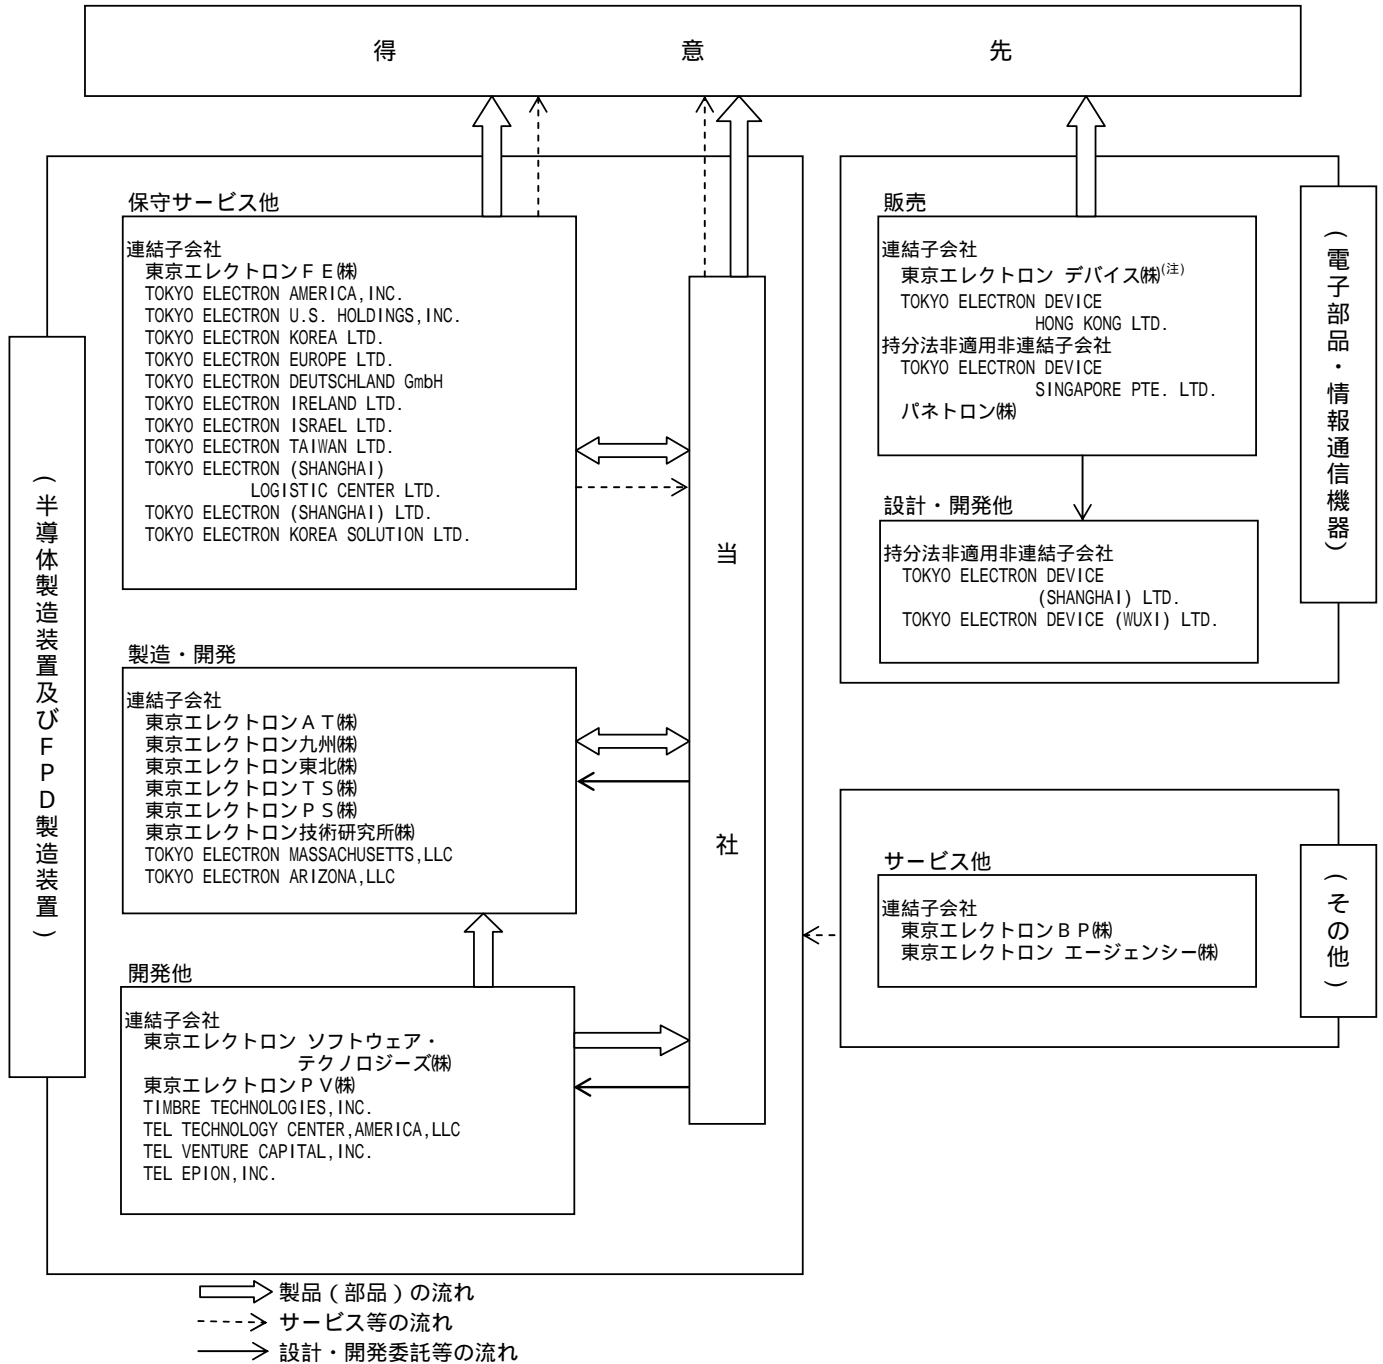 得意先
保守サービス他
連結子会社
東京エレクトロンＦＥ㈱
TOKYO ELECTRON AMERICA,INC.
TOKYO ELECTRON U.S. HOLDINGS,INC.
TOKYO ELECTRON KOREA LTD.
TOKYO ELECTRON EUROPE LTD.
TOKYO ELECTRON DEUTSCHLAND GmbH
TOKYO ELECTRON IRELAND LTD.
TOKYO ELECTRON ISRAEL LTD.
TOKYO ELECTRON TAIWAN LTD.
TOKYO ELECTRON (SHANGHAI)
LOGISTIC CENTER LTD.
TOKYO ELECTRON (SHANGHAI) LTD.
TOKYO ELECTRON KOREA SOLUTION LTD.
製造・開発
連結子会社
東京エレクトロンＡＴ㈱
東京エレクトロン九州㈱
東京エレクトロン東北㈱
東京エレクトロンＴＳ㈱
東京エレクトロンＰＳ㈱
東京エレクトロン技術研究所㈱
TOKYO ELECTRON MASSACHUSETTS,LLC
TOKYO ELECTRON ARIZONA,LLC
開発他
連結子会社
東京エレクトロン ソフトウェア・
テクノロジーズ㈱
東京エレクトロンＰＶ㈱
TIMBRE TECHNOLOGIES,INC.
TEL TECHNOLOGY CENTER,AMERICA,LLC
TEL VENTURE CAPITAL,INC.
TEL EPION,INC.
（半導体製造装置及びＦＰＤ製造装置）
当社
販売
連結子会社
東京エレクトロン デバイス㈱(注)
TOKYO ELECTRON DEVICE
HONG KONG LTD.
持分法非適用非連結子会社
TOKYO ELECTRON DEVICE
SINGAPORE PTE. LTD.
パネトロン㈱
設計・開発他
持分法非適用非連結子会社
TOKYO ELECTRON DEVICE
(SHANGHAI) LTD.
TOKYO ELECTRON DEVICE (WUXI) LTD.
（電子部品・情報通信機器）
サービス他
連結子会社
東京エレクトロンＢＰ㈱
東京エレクトロン エージェンシー㈱
（その他）
製品（部品）の流れ
サービス等の流れ
設計・開発委託等の流れ